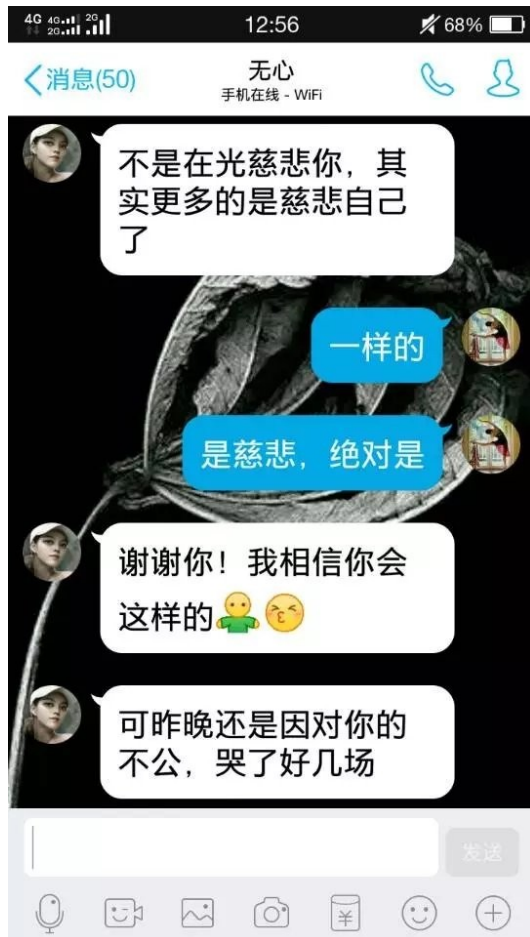 4G 4G 2G
2G
12:56
68%
消息(50)
无心
手机在线 - WiFi
不是在光慈悲你，其
实更多的是慈悲自己
了
一样的
是慈悲，绝对是
谢谢你！我相信你会
这样的
可昨晚还是因对你的
不公，哭了好几场
发送
¥